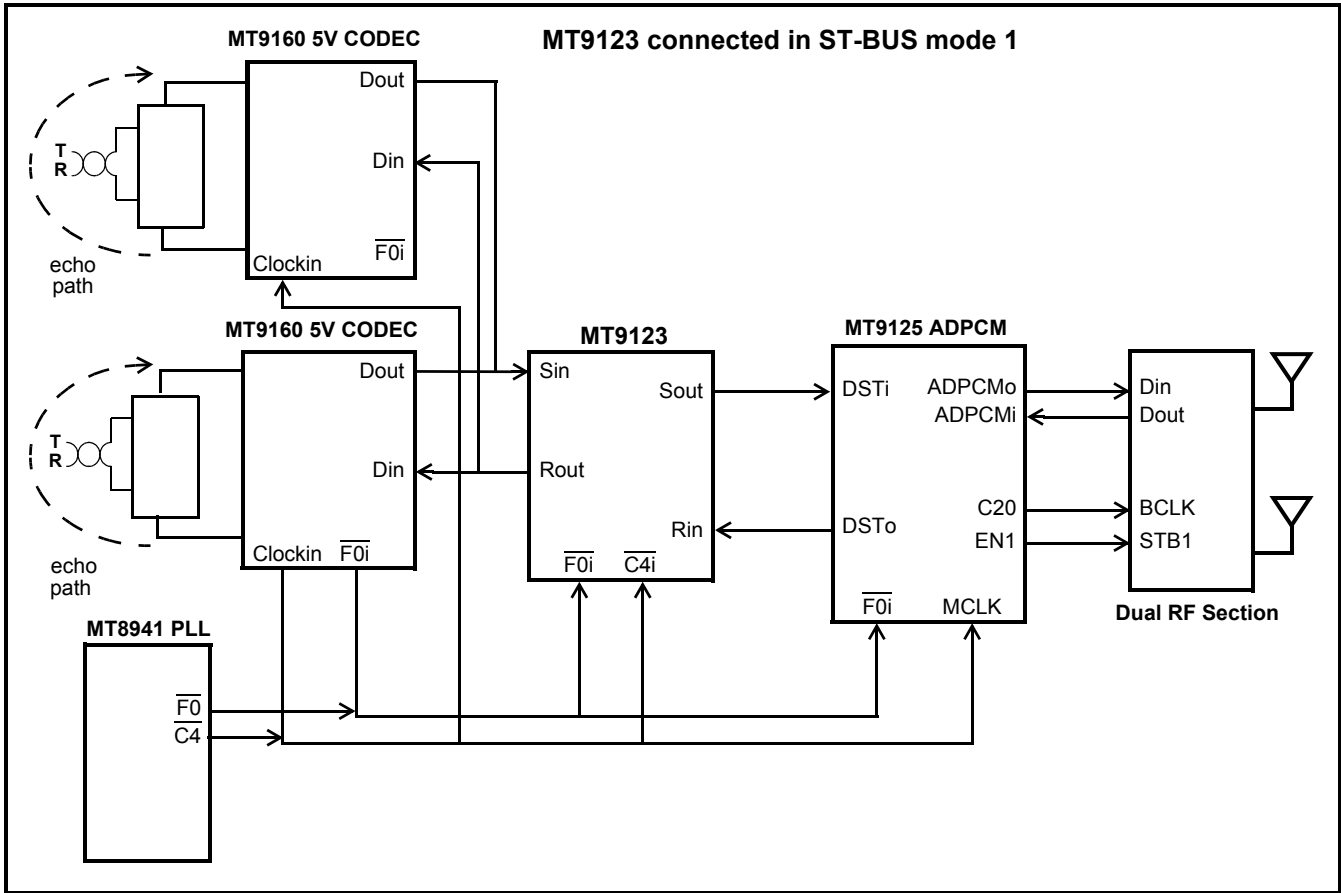 MT9160 5V CODEC
MT9123 connected in ST-BUS mode 1
Dout
Din
F0i
Clockin
T
R
echo
path
MT9160 5V CODEC
Dout
Din
Clockin F0i
T
R
echo
path
MT9123
Sin
Sout
Rout
Rin
F0i C4i
MT9125 ADPCM
DSTi ADPCMo
ADPCMi
C20
DSTo EN1
F0i MCLK
Din
Dout
BCLK
STB1
Dual RF Section
MT8941 PLL
F0
C4